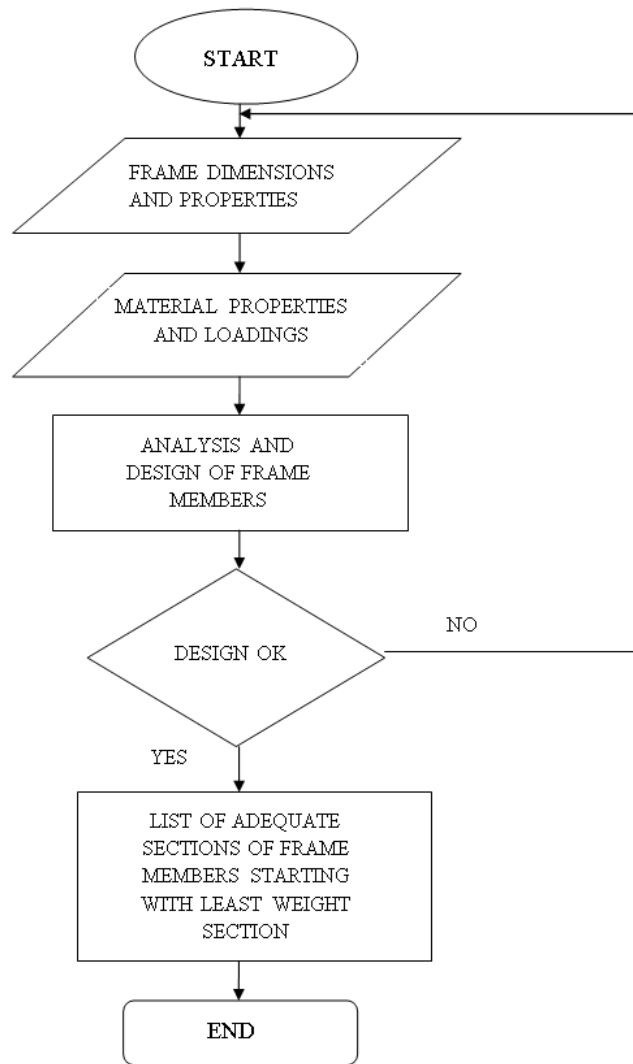 START
FRAME DIMENSIONS
AND PROPERTIES
MATERIAL PROPERTIES
AND LOADINGS
ANALYSIS AND
DESIGN OF FRAME
MEMBERS
DESIGN OK
NO
YES
LIST OF ADEQUATE
SECTIONS OF FRAME
MEMBERS STARTING
WITH LEAST WEIGHT
SECTION
END